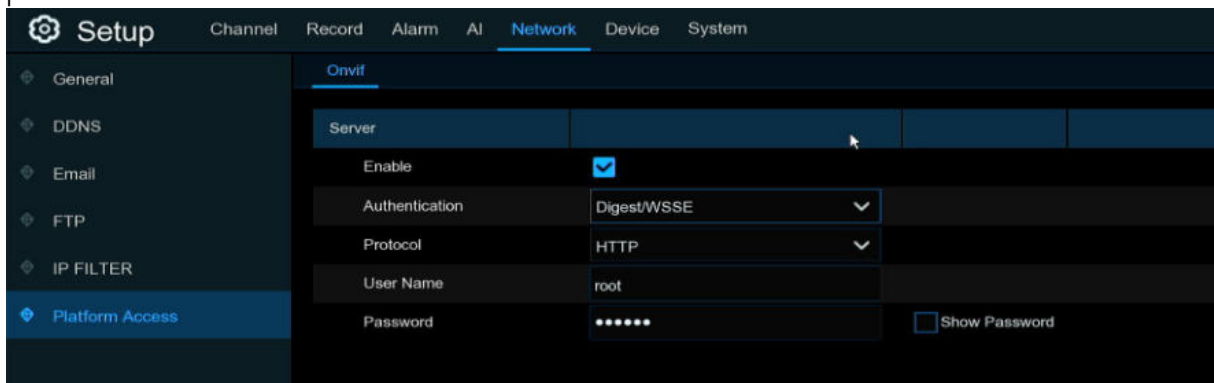 Setup Channel Record Alarm AI Network Device System
General
DDNS
Email
FTP
IP FILTER
Platform Access
Onvif
Server
Enable
Authentication Digest/WSSE
Protocol HTTP
User Name root
Password •••••• Show Password